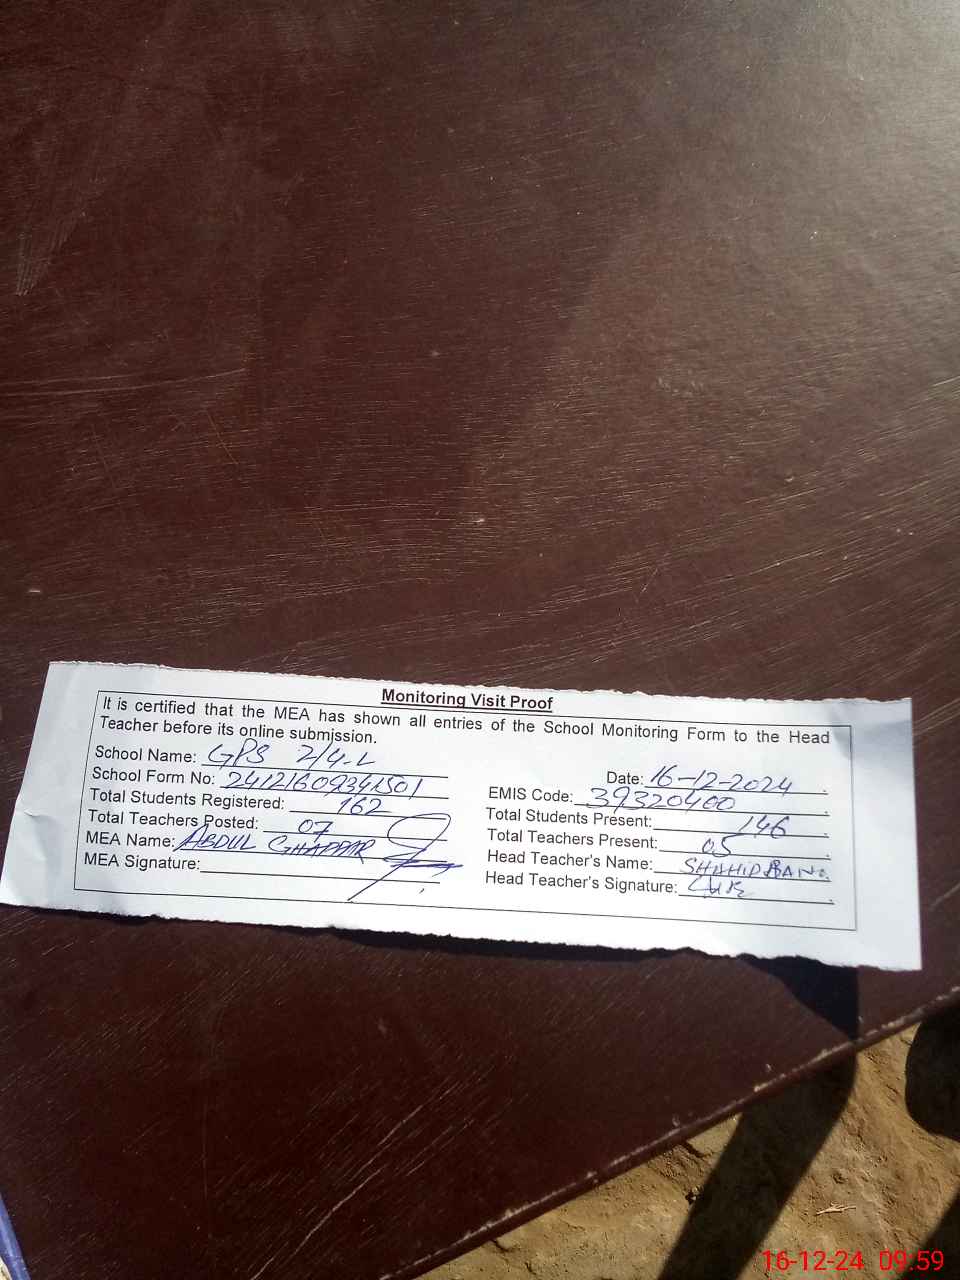 Monitoring Visit Proof
It is certified that the MEA has shown all entries of the School Monitoring Form to the Head
Teacher before its online submission.
School Name: GPS 2/4-L
Date: 16-12-2024
School Form No: 24121609341501
EMIS Code: 39320400
Total Students Registered: 162
Total Students Present: 146
Total Teachers Posted: 07
Total Teachers Present: 05
MEA Name: ABDUL GHAFFAR
Head Teacher's Name: SHAHID
MEA Signature:
Head Teacher's Signature:
16-12-24 09.59